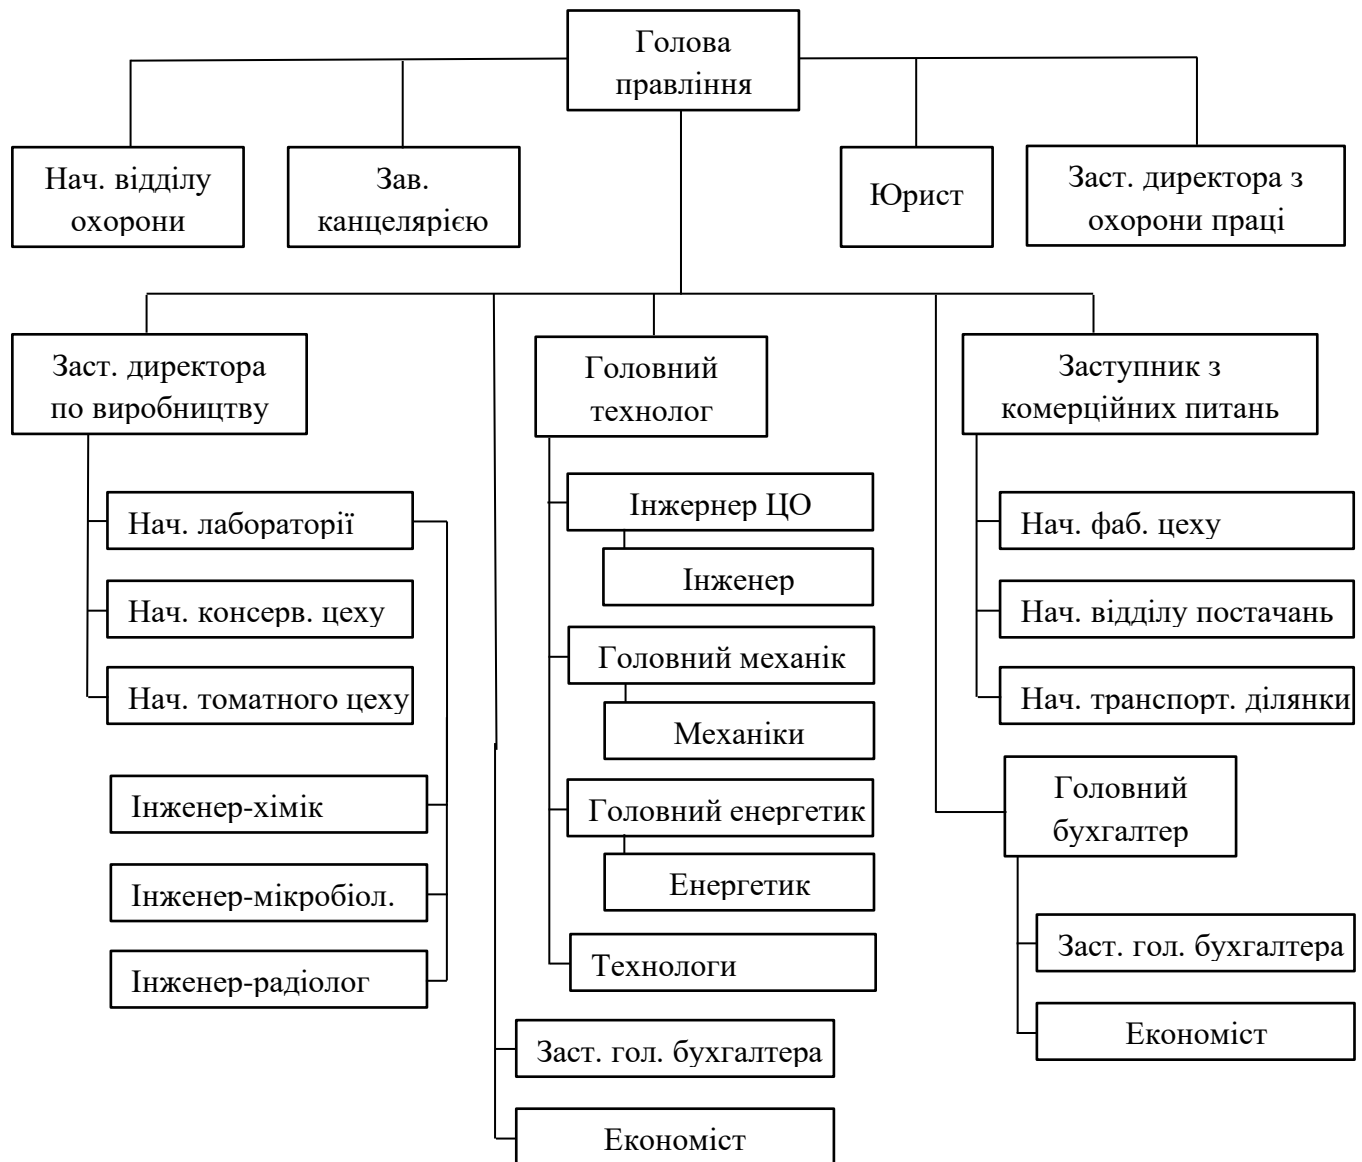 Голова
правління
Нач. відділу
охорони
Зав.
канцелярією
Юрист
Заст. директора з
охорони праці
Заст. директора
по виробництву
Головний
технолог
Заступник з
комерційних питань
Нач. лабораторії
Нач. консерв. цеху
Нач. томатного цеху
Інженер-хімік
Інженер-мікробіол.
Інженер-радіолог
Інжернер ЦО
Інженер
Головний механік
Механіки
Головний енергетик
Енергетик
Технологи
Заст. гол. бухгалтера
Економіст
Нач. фаб. цеху
Нач. відділу постачань
Нач. транспорт. ділянки
Головний
бухгалтер
Заст. гол. бухгалтера
Економіст